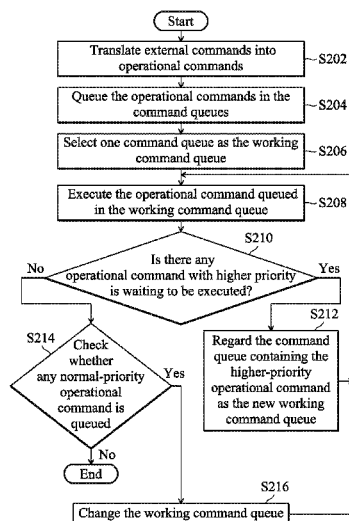 Start
Translate external commands into
operational commands
S202
Queue the operational commands in the
command queues
S204
Select one command queue as the working
command queue
S206
Execute the operational command queued
in the working command queue
S208
S210
Is there any
operational command with higher priority
is waiting to be executed?
No
Yes
S212
Regard the command
queue containing the
higher-priority
operational command
as the new working
command queue
S214
Check
whether
any normal-priority
operational
command is
queued
Yes
No
End
S216
Change the working command queue